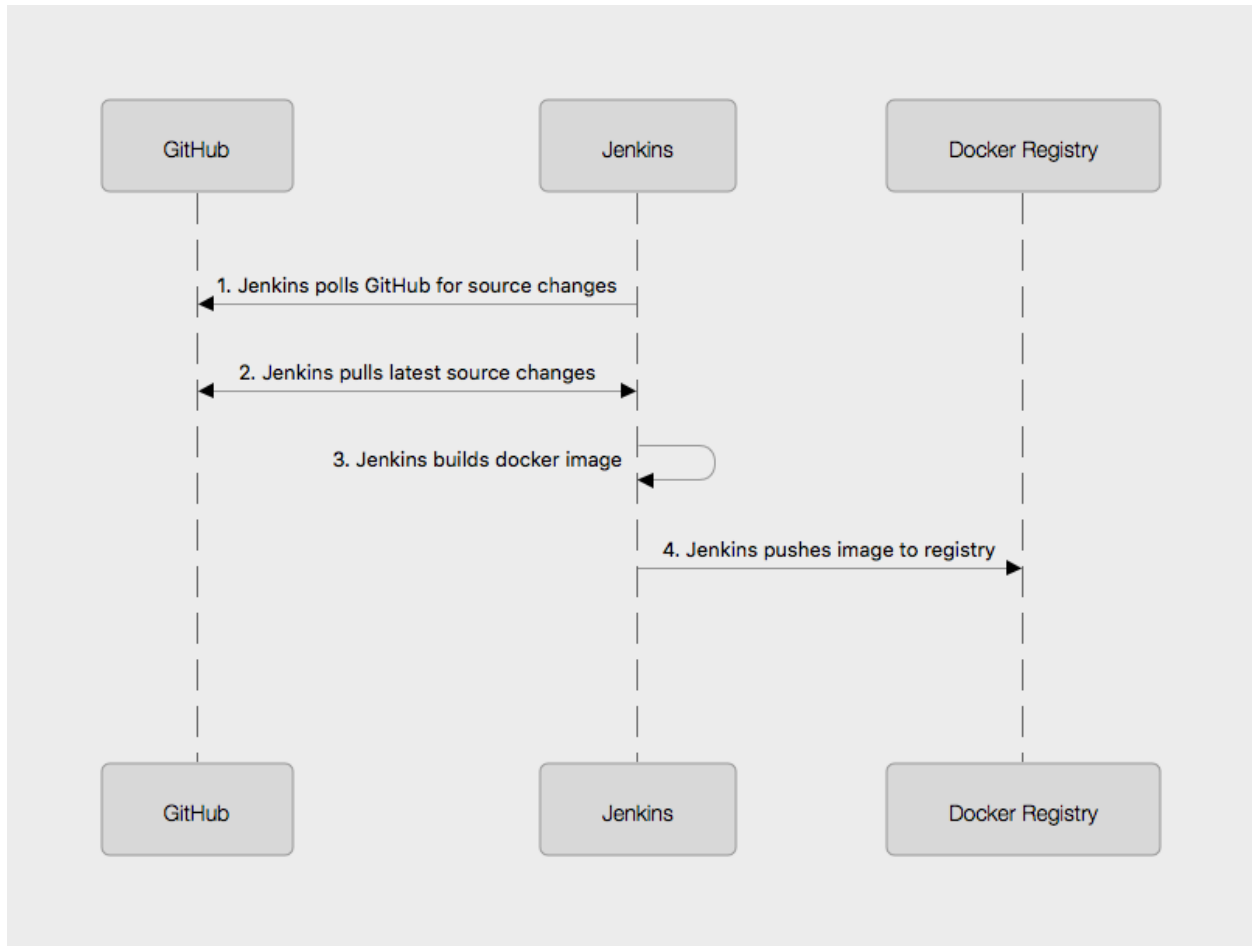 GitHub
Jenkins
Docker Registry
1. Jenkins polls GitHub for source changes
2. Jenkins pulls latest source changes
3. Jenkins builds docker image
4. Jenkins pushes image to registry
GitHub
Jenkins
Docker Registry